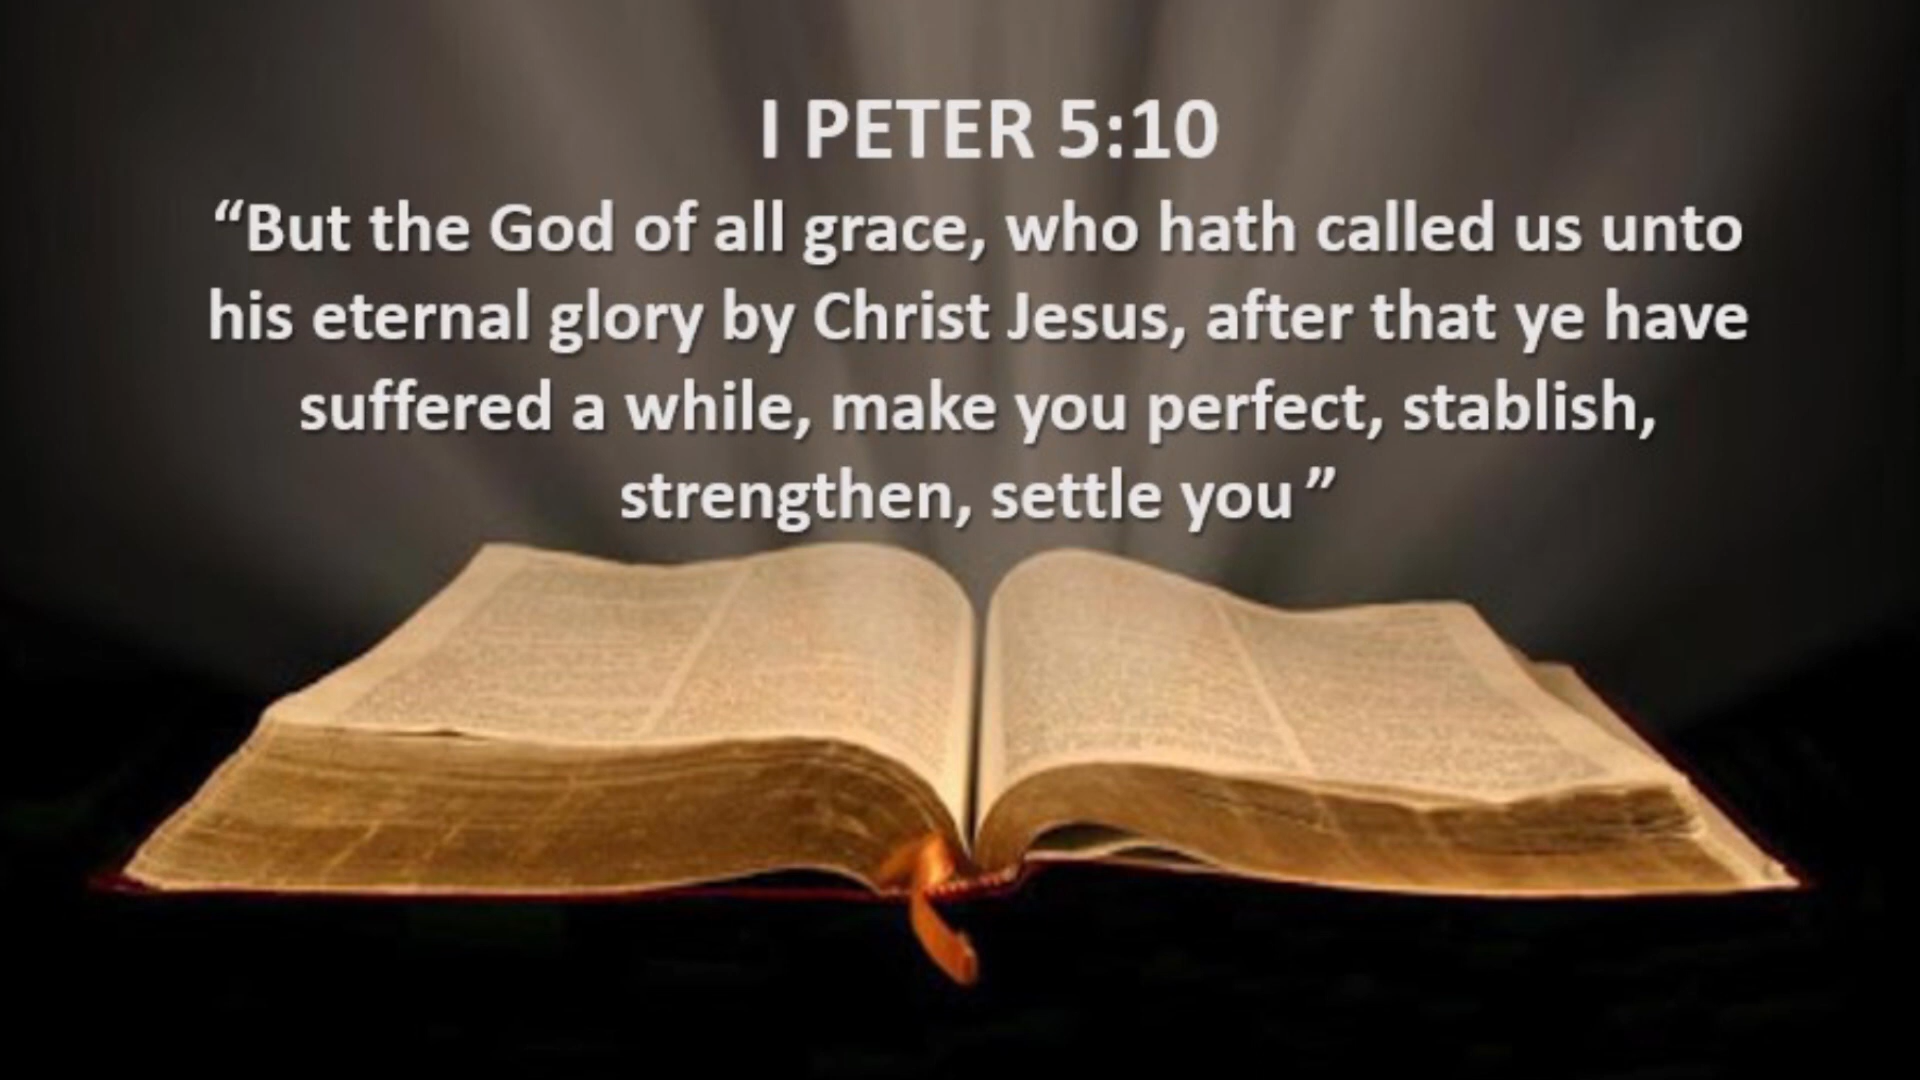 I PETER 5:10
“But the God of all grace, who hath called us unto
his eternal glory by Christ Jesus, after that ye have
suffered a while, make you perfect, stablish,
strengthen, settle you”